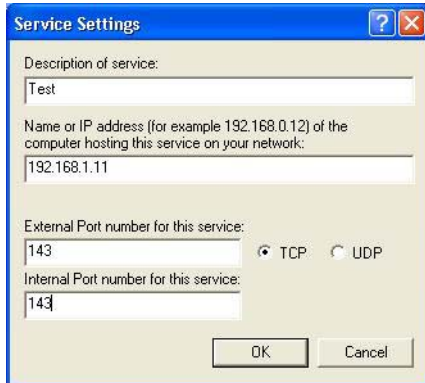 Service Settings
Description of service:
Test
Name or IP address (for example 192.168.0.12) of the
computer hosting this service on your network:
192.168.1.11
External Port number for this service:
143 TCP UDP
Internal Port number for this service:
143
OK Cancel